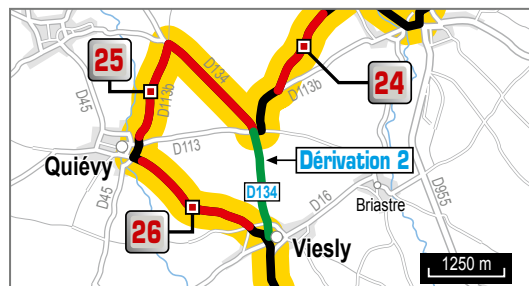 25
D134
24
D45
D113b
D113b
D113
Dérivation 2
Quiévy
D45
D134
D16
D955
Briastre
26
Viesly
1250 m